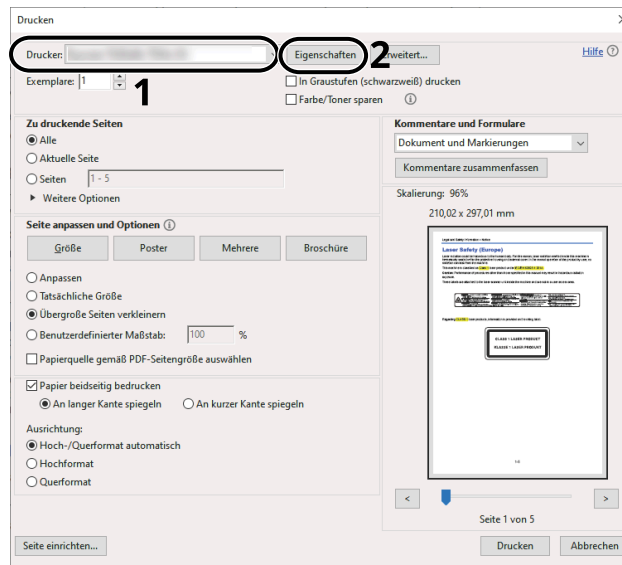 Drucken
Drucker:
Eigenschaften
2
Erweitert...
Hilfe
Exemplare: 1
1
In Graustufen (schwarzweiß) drucken
Farbe/Toner sparen
Zu druckende Seiten
Alle
Aktuelle Seite
Seiten 1 - 5
Weitere Optionen
Seite anpassen und Optionen
Größe Poster Mehrere Broschüre
Anpassen
Tatsächliche Größe
Übergroße Seiten verkleinern
Benutzerdefinierter Maßstab: 100 %
Papierquelle gemäß PDF-Seitengröße auswählen
Papier beidseitig bedrucken
An langer Kante spiegeln An kurzer Kante spiegeln
Ausrichtung:
Hoch-/Querformat automatisch
Hochformat
Querformat
Kommentare und Formulare
Dokument und Markierungen
Kommentare zusammenfassen
Skalierung: 96%
210,02 x 297,01 mm
Laser Safety (Europe)
CLASS 1 LASER PRODUCT
KLASSE 1 LASER PRODUKT
< >
Seite 1 von 5
Seite einrichten... Drucken Abbrechen